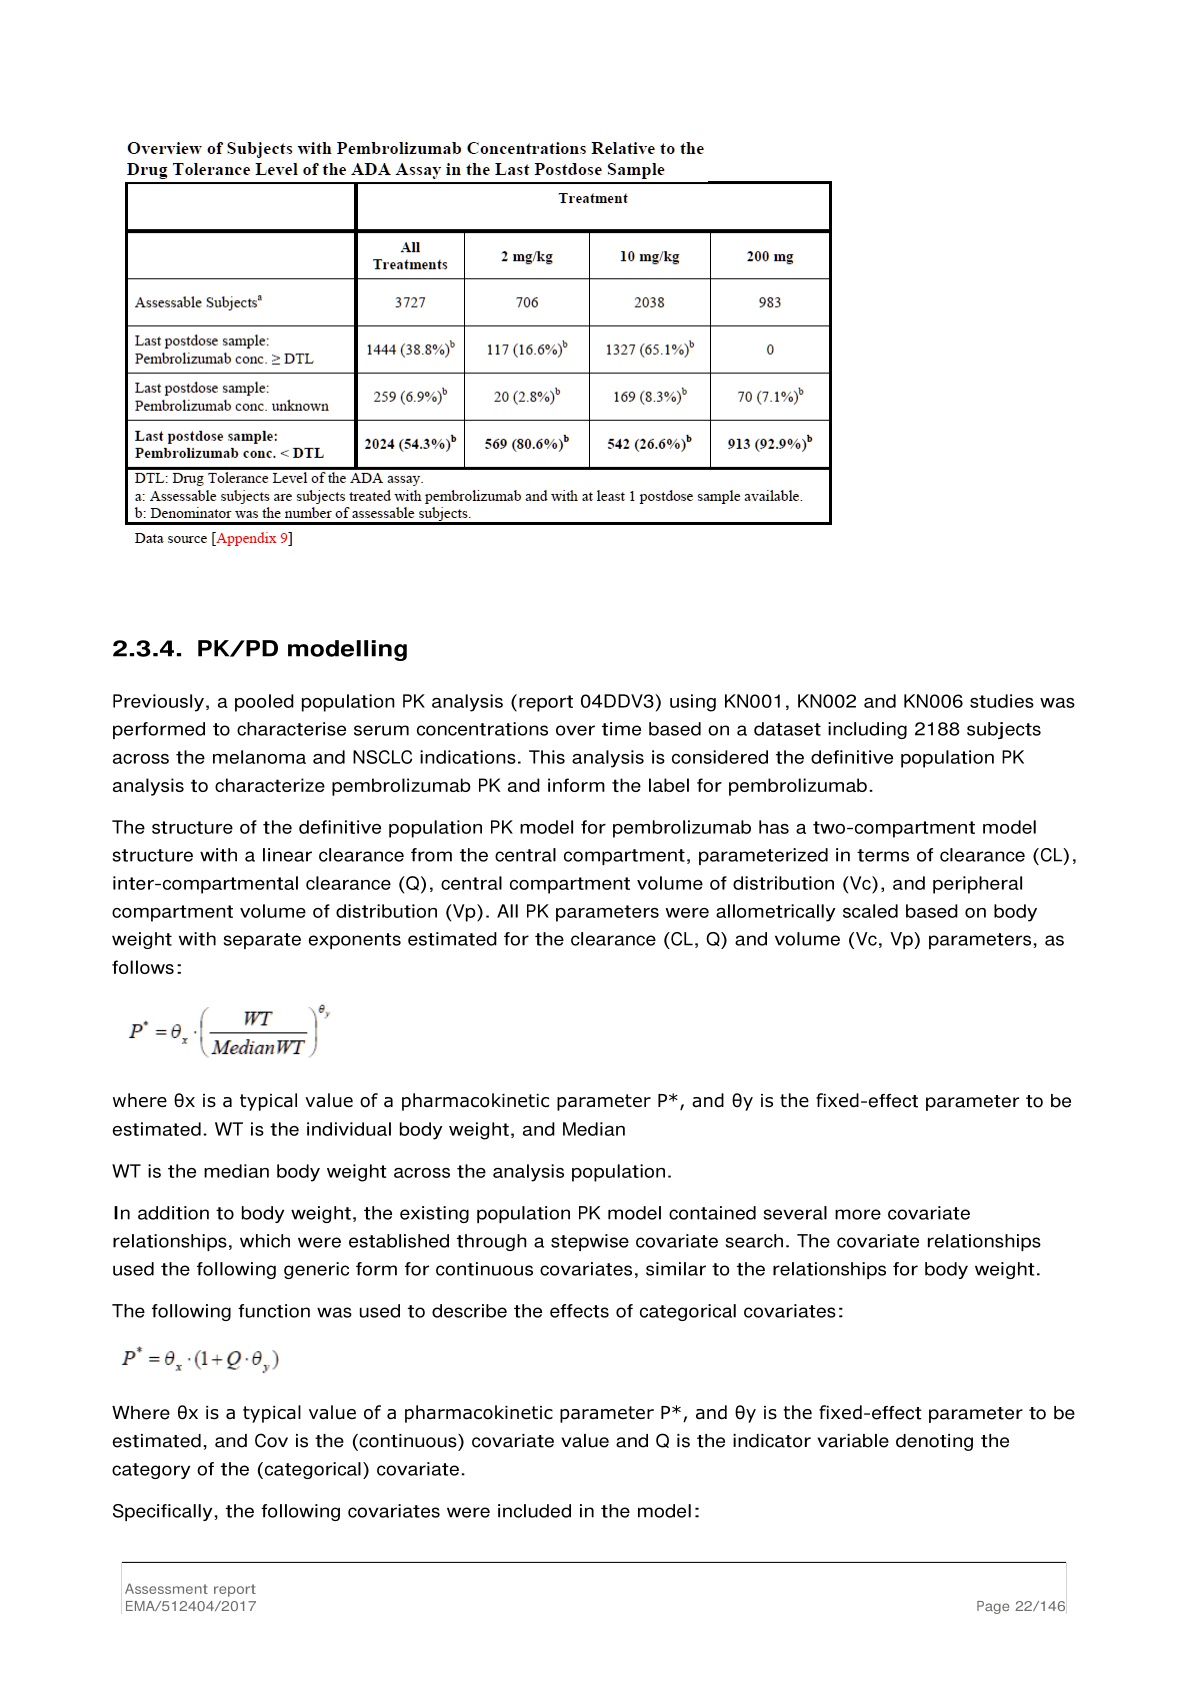 Overview of Subjects with Pembrolizumab Concentrations Relative to the
Drug Tolerance Level of the ADA Assay in the Last Postdose Sample
Treatment
All Treatments 2 mg/kg 10 mg/kg 200 mg
Assessable Subjectsᵃ 3727 706 2038 983
Last postdose sample:
Pembrolizumab conc. ≥ DTL 1444 (38.8%)ᵇ 117 (16.6%)ᵇ 1327 (65.1%)ᵇ 0
Last postdose sample:
Pembrolizumab conc. unknown 259 (6.9%)ᵇ 20 (2.8%)ᵇ 169 (8.3%)ᵇ 70 (7.1%)ᵇ
Last postdose sample:
Pembrolizumab conc. < DTL 2024 (54.3%)ᵇ 569 (80.6%)ᵇ 542 (26.6%)ᵇ 913 (92.9%)ᵇ
DTL: Drug Tolerance Level of the ADA assay.
a: Assessable subjects are subjects treated with pembrolizumab and with at least 1 postdose sample available.
b: Denominator was the number of assessable subjects.
Data source [Appendix 9]
2.3.4. PK/PD modelling
Previously, a pooled population PK analysis (report 04DDV3) using KN001, KN002 and KN006 studies was
performed to characterise serum concentrations over time based on a dataset including 2188 subjects
across the melanoma and NSCLC indications. This analysis is considered the definitive population PK
analysis to characterize pembrolizumab PK and inform the label for pembrolizumab.
The structure of the definitive population PK model for pembrolizumab has a two-compartment model
structure with a linear clearance from the central compartment, parameterized in terms of clearance (CL),
inter-compartmental clearance (Q), central compartment volume of distribution (Vc), and peripheral
compartment volume of distribution (Vp). All PK parameters were allometrically scaled based on body
weight with separate exponents estimated for the clearance (CL, Q) and volume (Vc, Vp) parameters, as
follows:
P* = θx · (WT / MedianWT)^θy
where θx is a typical value of a pharmacokinetic parameter P*, and θy is the fixed-effect parameter to be
estimated. WT is the individual body weight, and Median
WT is the median body weight across the analysis population.
In addition to body weight, the existing population PK model contained several more covariate
relationships, which were established through a stepwise covariate search. The covariate relationships
used the following generic form for continuous covariates, similar to the relationships for body weight.
The following function was used to describe the effects of categorical covariates:
P* = θx · (1 + Q · θy)
Where θx is a typical value of a pharmacokinetic parameter P*, and θy is the fixed-effect parameter to be
estimated, and Cov is the (continuous) covariate value and Q is the indicator variable denoting the
category of the (categorical) covariate.
Specifically, the following covariates were included in the model:
Assessment report
EMA/512404/2017 Page 22/146